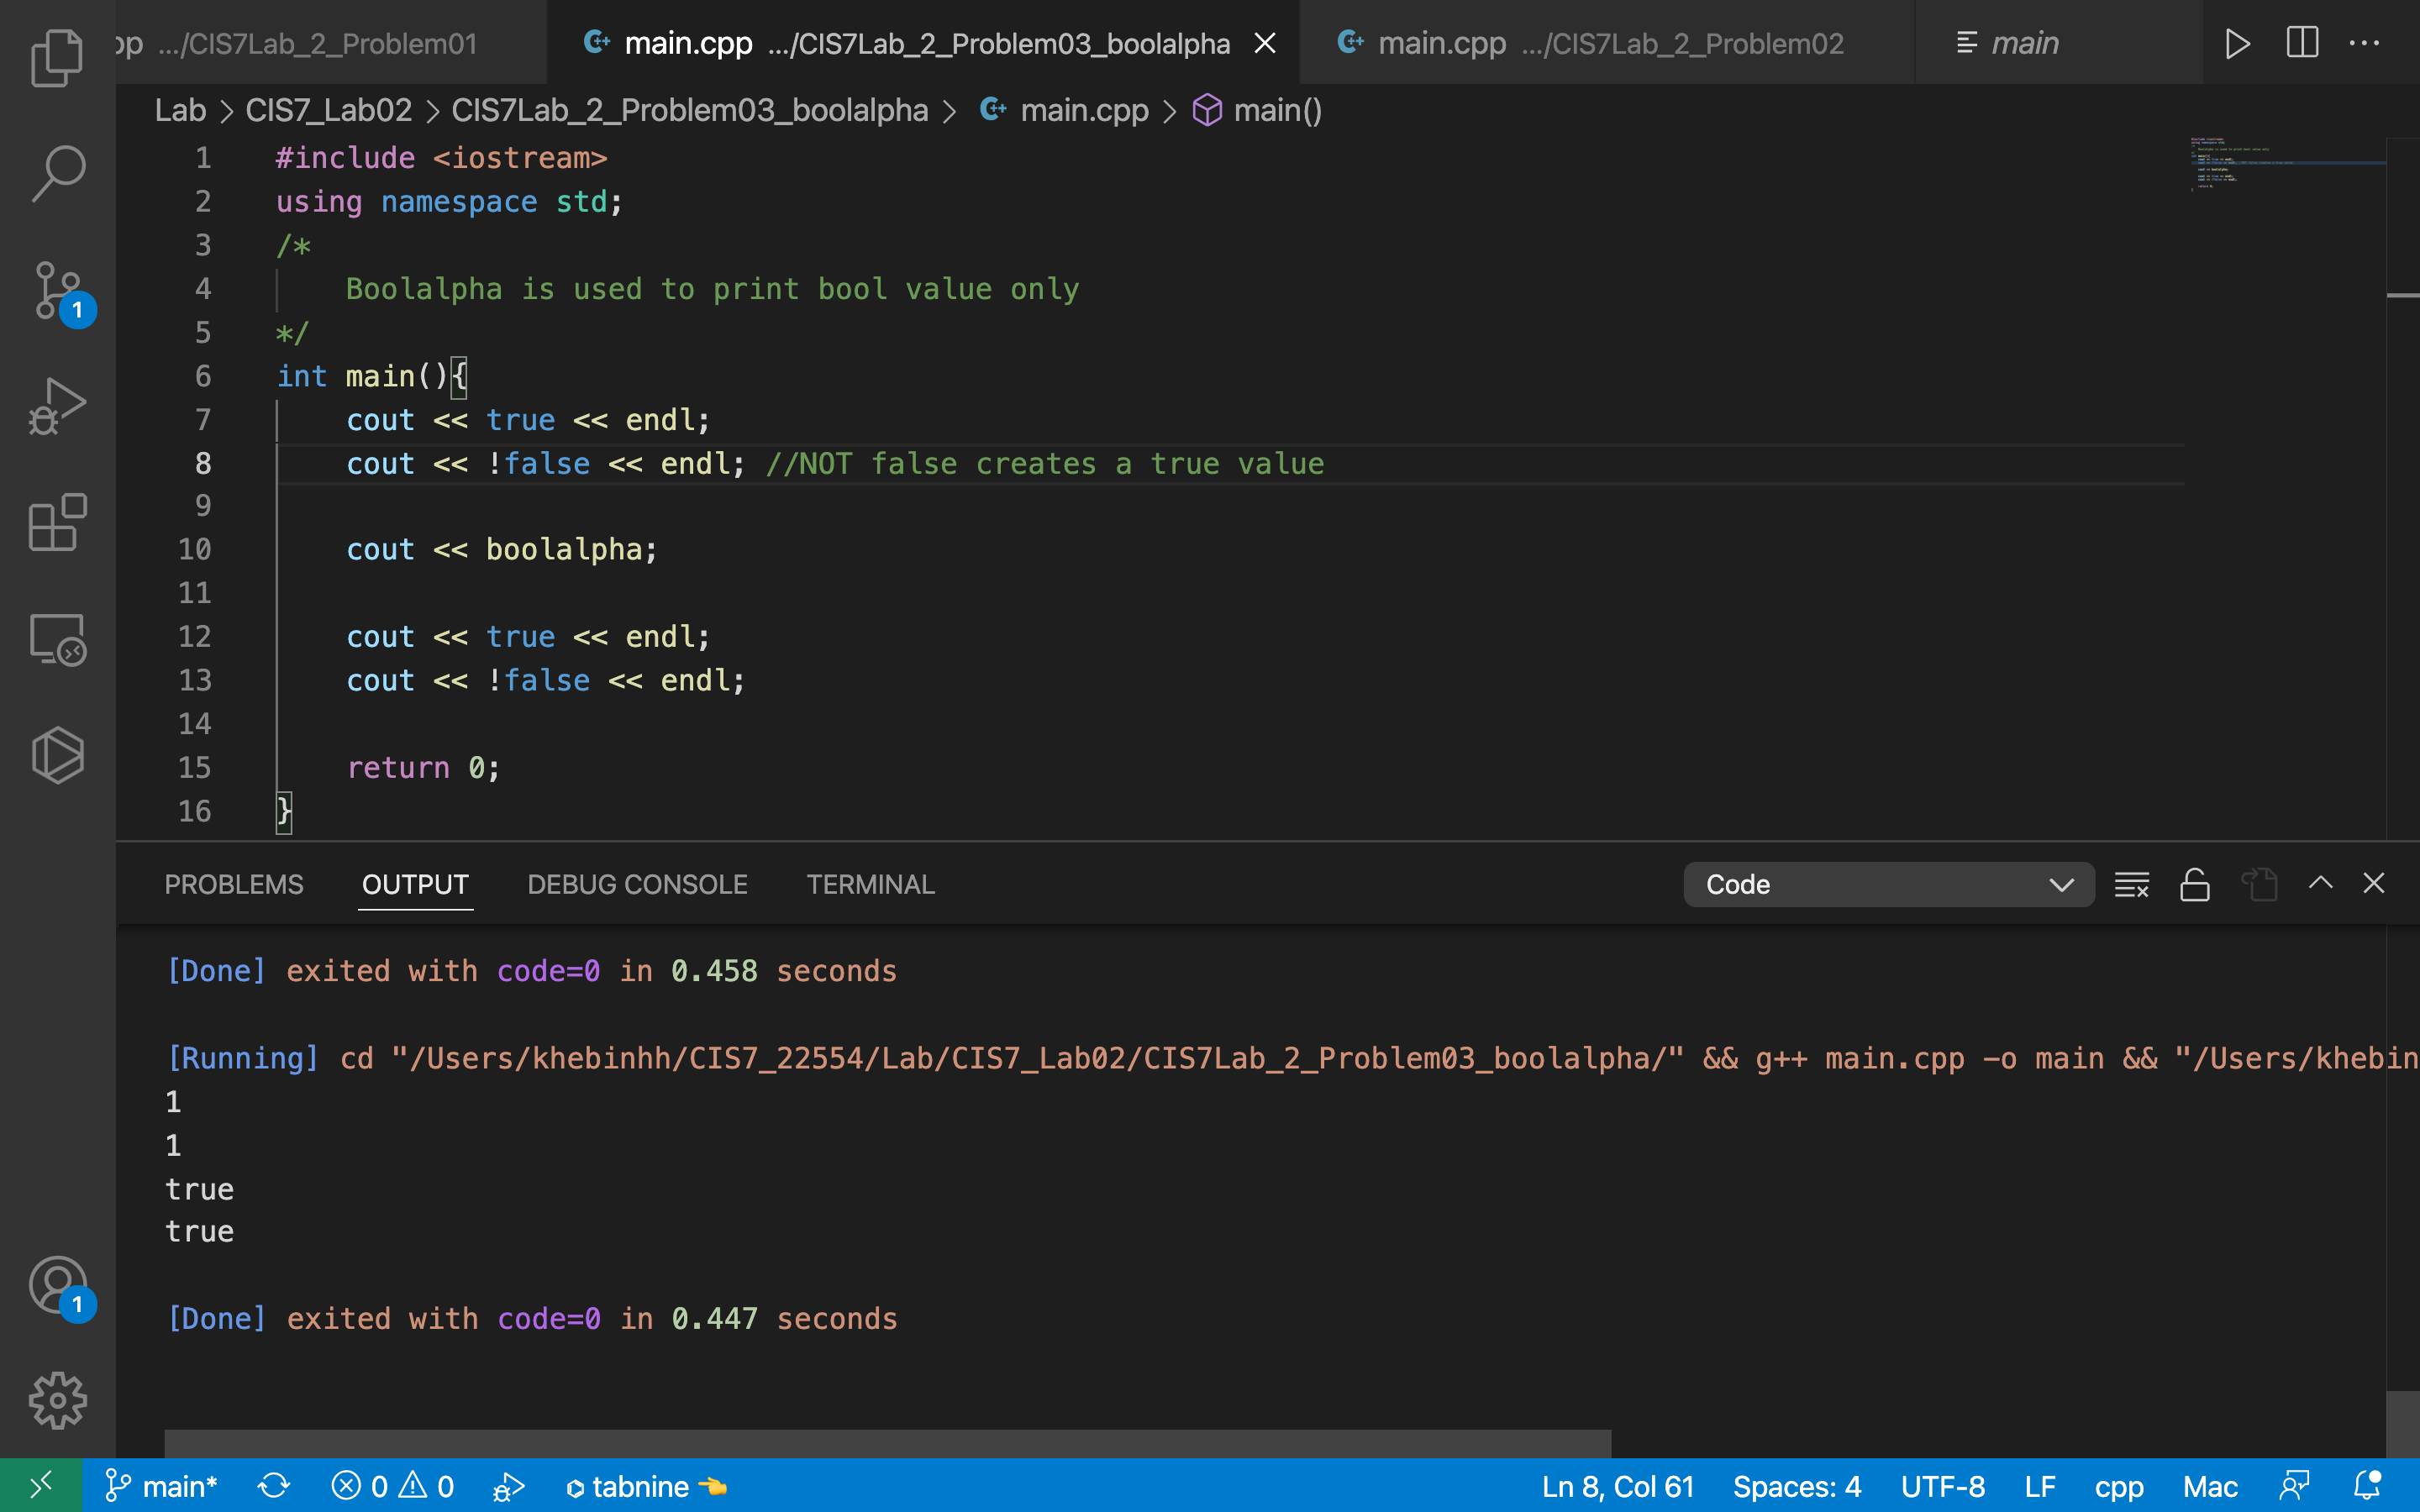 pp .../CIS7Lab_2_Problem01 main.cpp .../CIS7Lab_2_Problem03_boolalpha main.cpp .../CIS7Lab_2_Problem02 main
Lab > CIS7_Lab02 > CIS7Lab_2_Problem03_boolalpha > main.cpp > main()
1 #include <iostream>
2 using namespace std;
3 /*
4 Boolalpha is used to print bool value only
5 */
6 int main(){
7 cout << true << endl;
8 cout << !false << endl; //NOT false creates a true value
9
10 cout << boolalpha;
11
12 cout << true << endl;
13 cout << !false << endl;
14
15 return 0;
16 }
1
PROBLEMS OUTPUT DEBUG CONSOLE TERMINAL Code
[Done] exited with code=0 in 0.458 seconds
[Running] cd "/Users/khebinhh/CIS7_22554/Lab/CIS7_Lab02/CIS7Lab_2_Problem03_boolalpha/" && g++ main.cpp -o main && "/Users/khebin
1
1
true
true
[Done] exited with code=0 in 0.447 seconds
1
main* 0 0 tabnine Ln 8, Col 61 Spaces: 4 UTF-8 LF cpp Mac